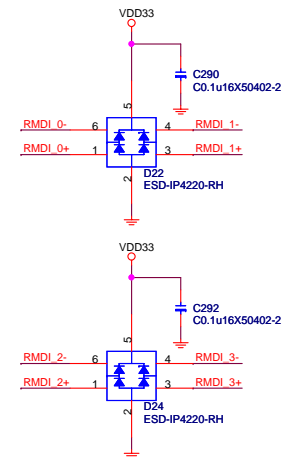 VDD33
C290
C0.1u16X50402-2
5
RMDI_0- 6 4 RMDI_1-
RMDI_0+ 1 3 RMDI_1+
2
D22
ESD-IP4220-RH
VDD33
C292
C0.1u16X50402-2
5
RMDI_2- 6 4 RMDI_3-
RMDI_2+ 1 3 RMDI_3+
2
D24
ESD-IP4220-RH